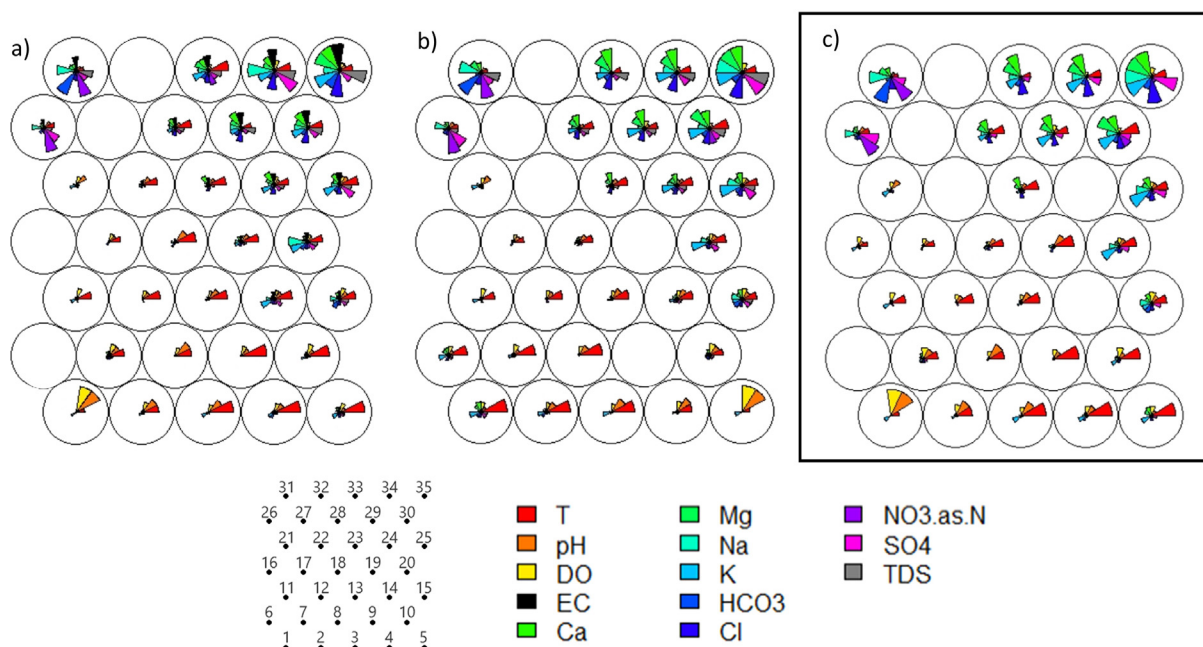 a)
b)
c)
31 32 33 34 35
26 27 28 29 30
21 22 23 24 25
16 17 18 19 20
11 12 13 14 15
6 7 8 9 10
1 2 3 4 5
T
pH
DO
EC
Ca
Mg
Na
K
HCO3
Cl
NO3.as.N
SO4
TDS